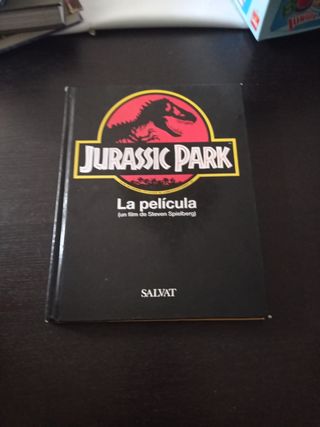 JURASSIC PARK
La película
(un film de Steven Spielberg)
SALVAT